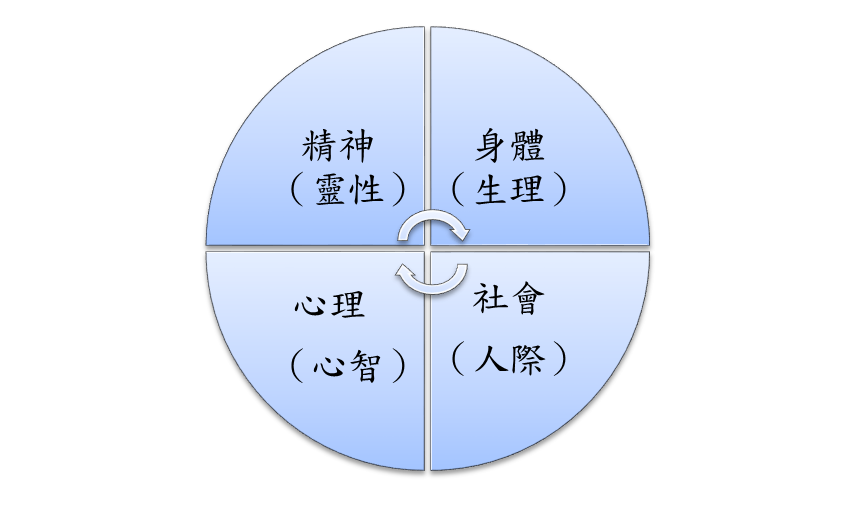 精神
（靈性）
身體
（生理）
心理
（心智）
社會
（人際）